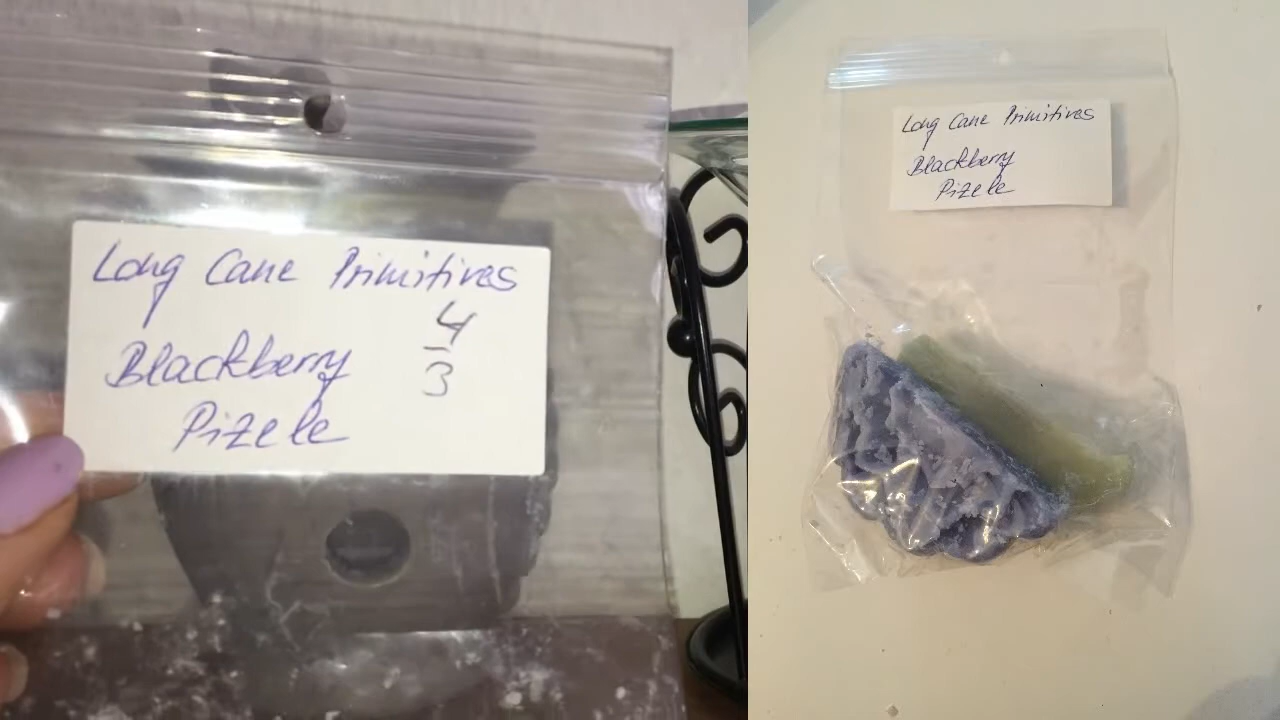 Long Cane Primitives
4
Blackberry
3
Pizele
Long Cane Primitives
Blackberry
Pizele